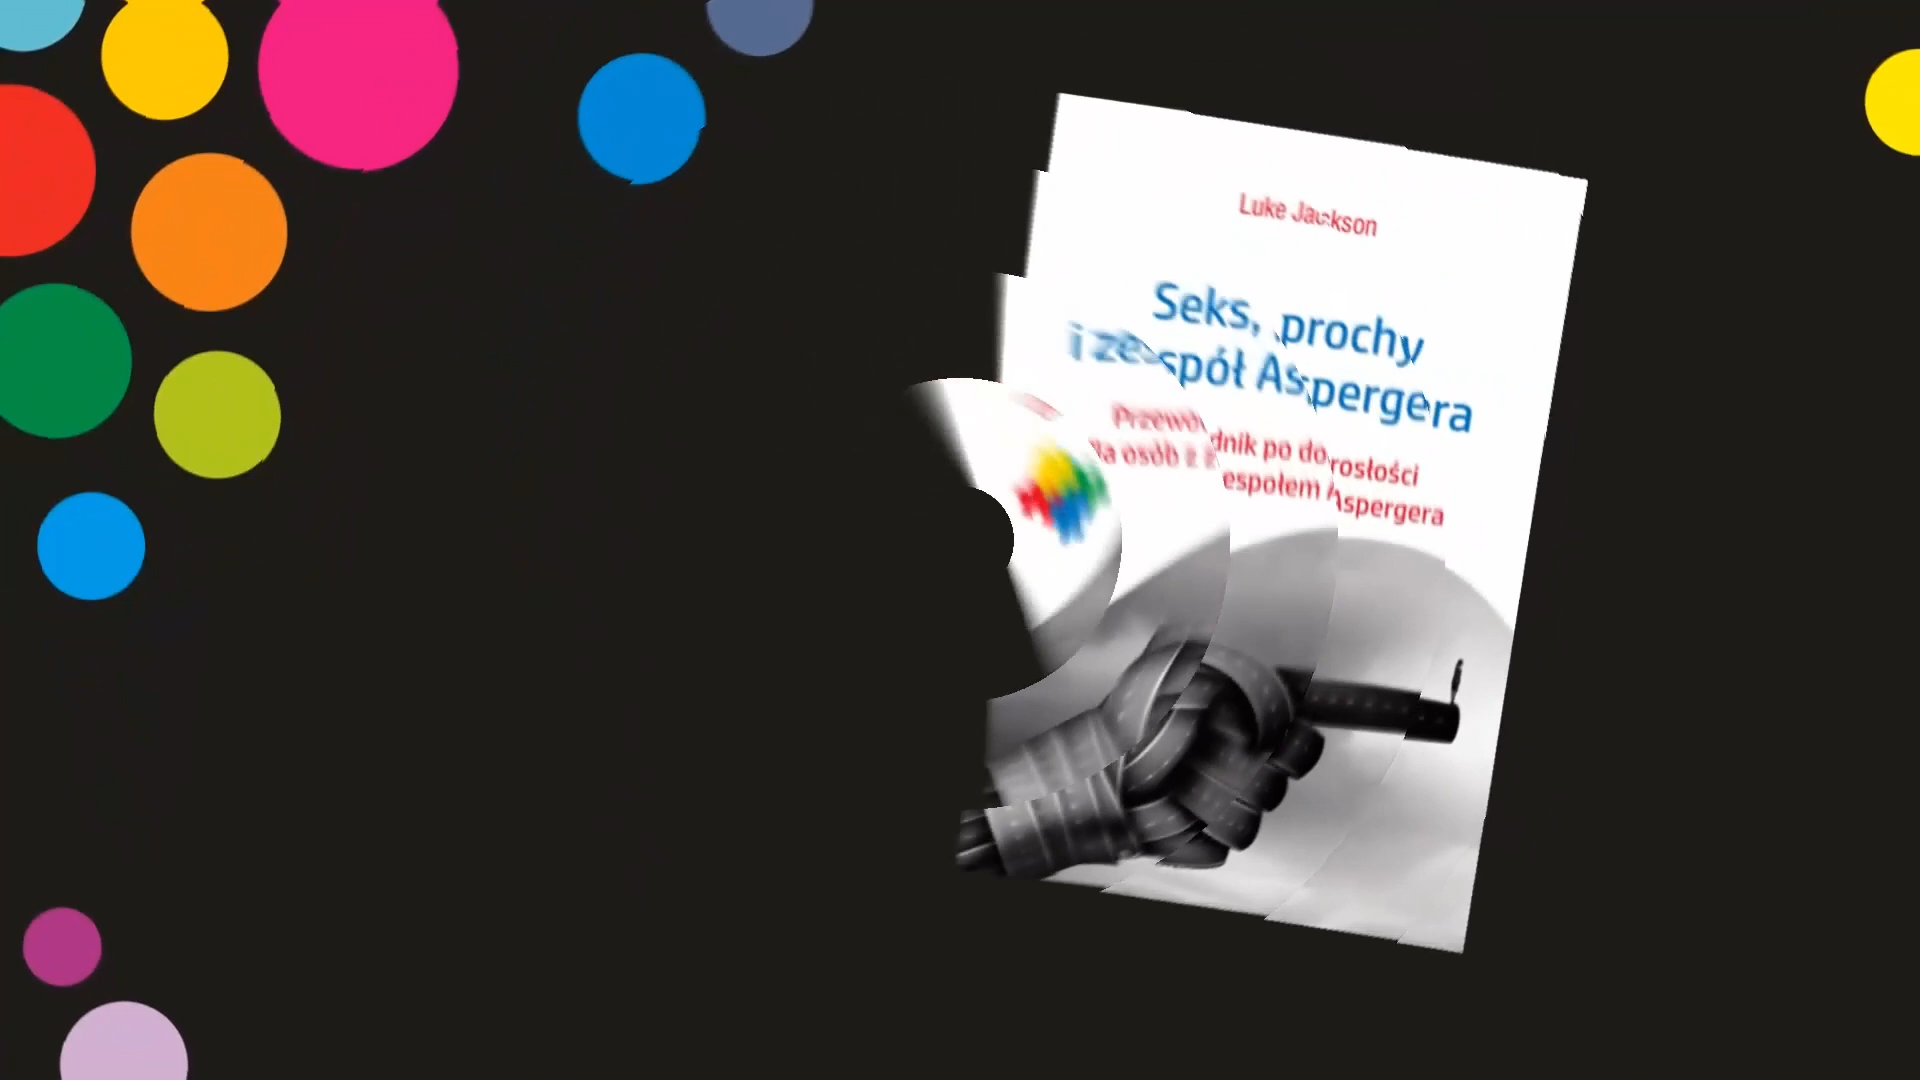 Luke Jackson
Seks, prochy
i zespół Aspergera
Przewodnik po dorosłości
dla osób z zespołem Aspergera